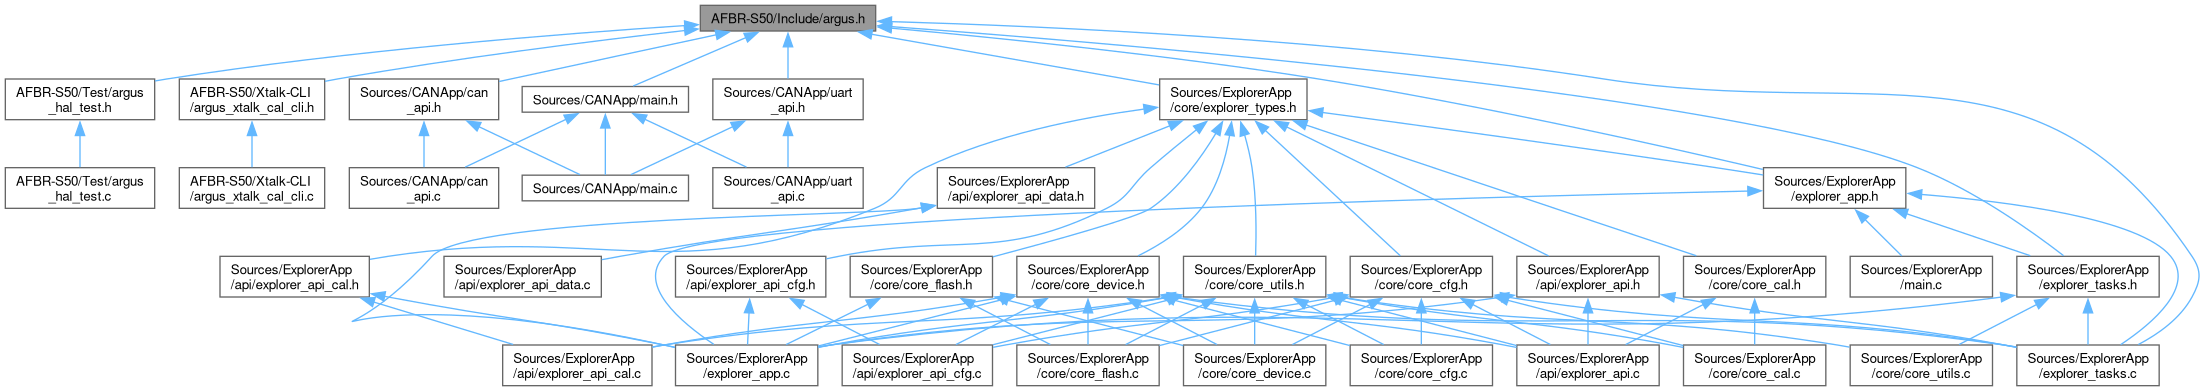 AFBR-S50/Include/argus.h
AFBR-S50/Test/argus
_hal_test.h
AFBR-S50/Xtalk-CLI
/argus_xtalk_cal_cli.h
Sources/CANApp/can
_api.h
Sources/CANApp/main.h
Sources/CANApp/uart
_api.h
Sources/ExplorerApp
/core/explorer_types.h
AFBR-S50/Test/argus
_hal_test.c
AFBR-S50/Xtalk-CLI
/argus_xtalk_cal_cli.c
Sources/CANApp/can
_api.c
Sources/CANApp/main.c
Sources/CANApp/uart
_api.c
Sources/ExplorerApp
/api/explorer_api_data.h
Sources/ExplorerApp
/explorer_app.h
Sources/ExplorerApp
/api/explorer_api_cal.h
Sources/ExplorerApp
/api/explorer_api_data.c
Sources/ExplorerApp
/api/explorer_api_cfg.h
Sources/ExplorerApp
/core/core_flash.h
Sources/ExplorerApp
/core/core_device.h
Sources/ExplorerApp
/core/core_utils.h
Sources/ExplorerApp
/core/core_cfg.h
Sources/ExplorerApp
/api/explorer_api.h
Sources/ExplorerApp
/core/core_cal.h
Sources/ExplorerApp
/main.c
Sources/ExplorerApp
/explorer_tasks.h
Sources/ExplorerApp
/api/explorer_api_cal.c
Sources/ExplorerApp
/explorer_app.c
Sources/ExplorerApp
/api/explorer_api_cfg.c
Sources/ExplorerApp
/core/core_flash.c
Sources/ExplorerApp
/core/core_device.c
Sources/ExplorerApp
/core/core_cfg.c
Sources/ExplorerApp
/api/explorer_api.c
Sources/ExplorerApp
/core/core_cal.c
Sources/ExplorerApp
/core/core_utils.c
Sources/ExplorerApp
/explorer_tasks.c